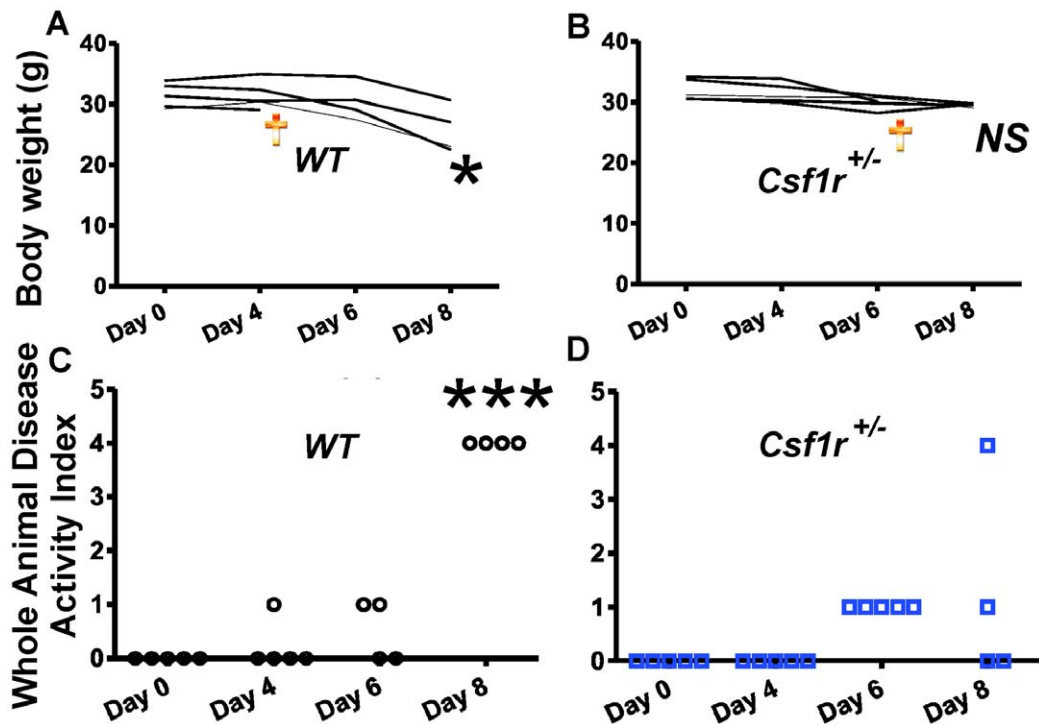 A
Body weight (g)
40
30
20
10
0
WT
*
Day 0
Day 4
Day 6
Day 8
B
40
30
20
10
0
Csf1r +/-
NS
Day 0
Day 4
Day 6
Day 8
C
Whole Animal Disease
Activity Index
5
4
3
2
1
0
WT
***
Day 0
Day 4
Day 6
Day 8
D
5
4
3
2
1
0
Csf1r +/-
Day 0
Day 4
Day 6
Day 8